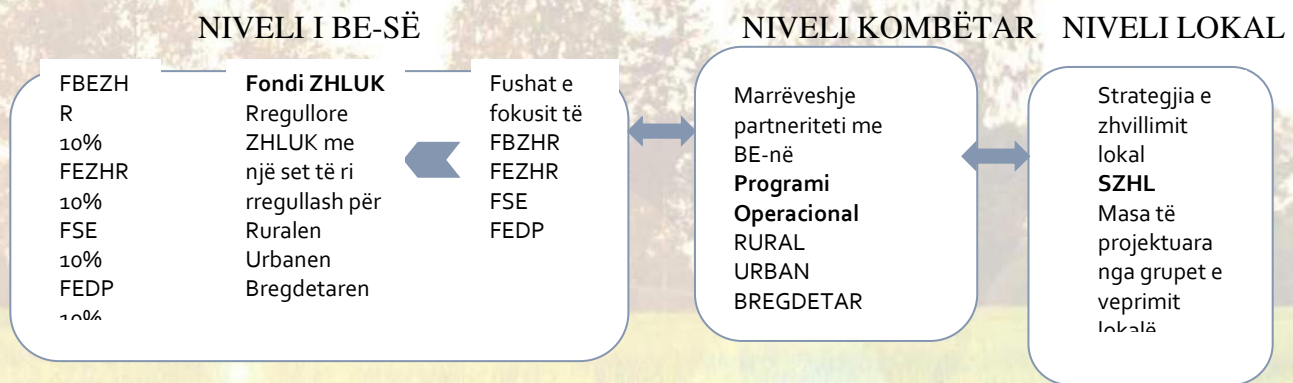 NIVELI I BE-SË
NIVELI KOMBËTAR
NIVELI LOKAL
FBEZH
R
10%
FEZHR
10%
FSE
10%
FEDP
10%
Fondi ZHLUK
Rregullore
ZHLUK me
një set të ri
rregullash për
Ruralen
Urbanen
Bregdetaren
Fushat e
fokusit të
FBZHR
FEZHR
FSE
FEDP
Marrëveshje
partneriteti me
BE-në
Programi
Operacional
RURAL
URBAN
BREGDETAR
Strategjia e
zhvillimit
lokal
SZHL
Masa të
projektuara
nga grupet e
veprimit
lokalë